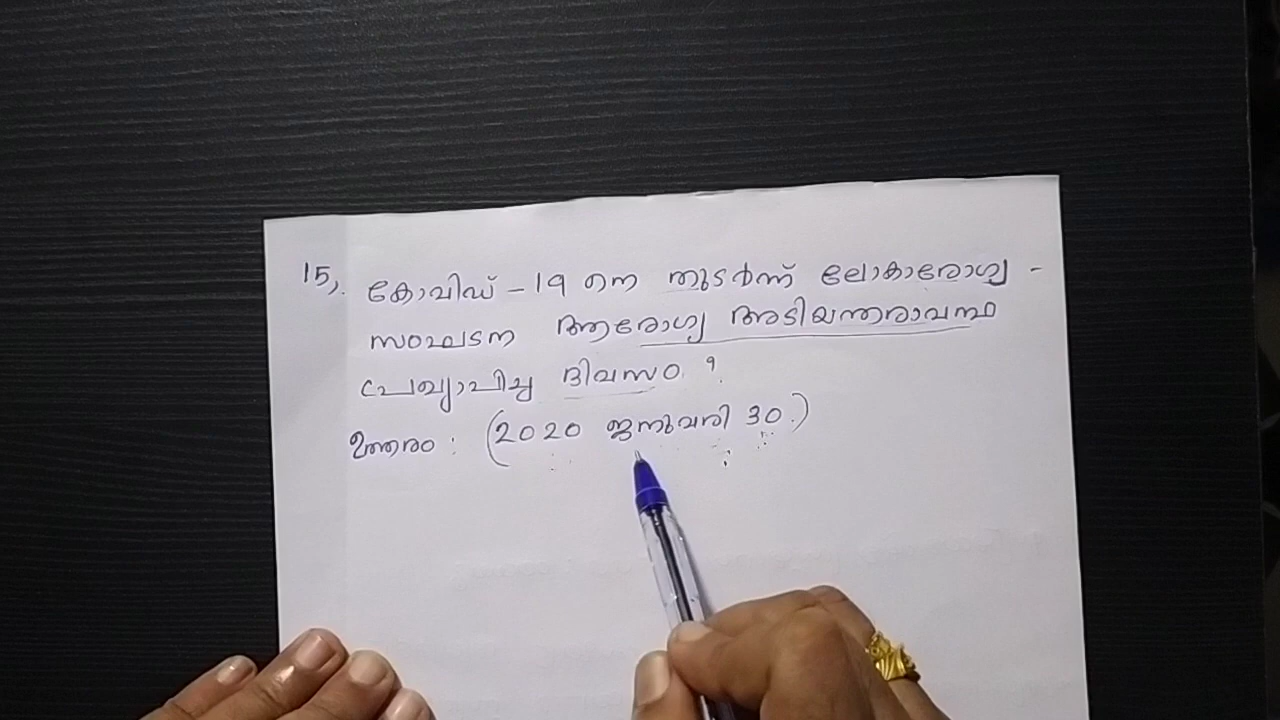 15, കോവിഡ് - 19 നെ തുടർന്ന് ലോകാരോഗ്യ -
സംഘടന ആരോഗ്യ അടിയന്തരാവസ്ഥ
പ്രഖ്യാപിച്ച ദിവസം ?
ഉത്തരം : (2020 ജനുവരി 30.)